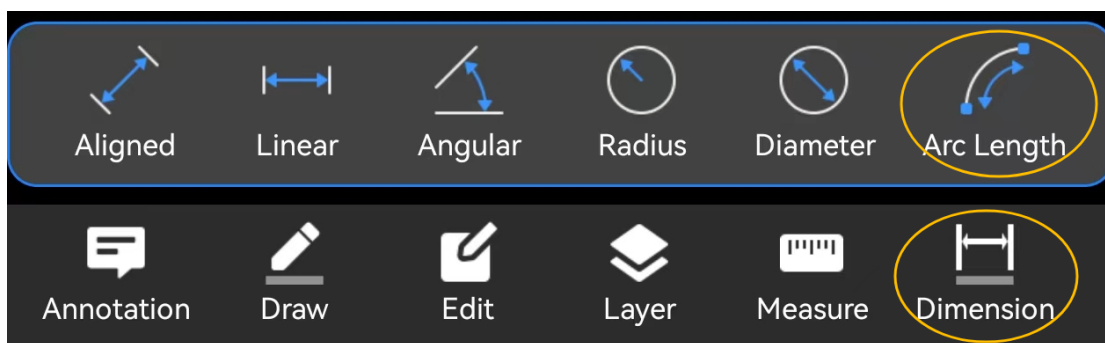 Aligned Linear Angular Radius Diameter Arc Length
Annotation Draw Edit Layer Measure Dimension